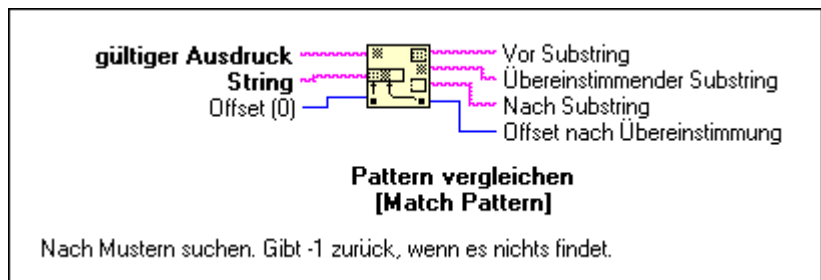 gültiger Ausdruck
String
Offset (0)
Vor Substring
Übereinstimmender Substring
Nach Substring
Offset nach Übereinstimmung
Pattern vergleichen
[Match Pattern]
Nach Mustern suchen. Gibt -1 zurück, wenn es nichts findet.